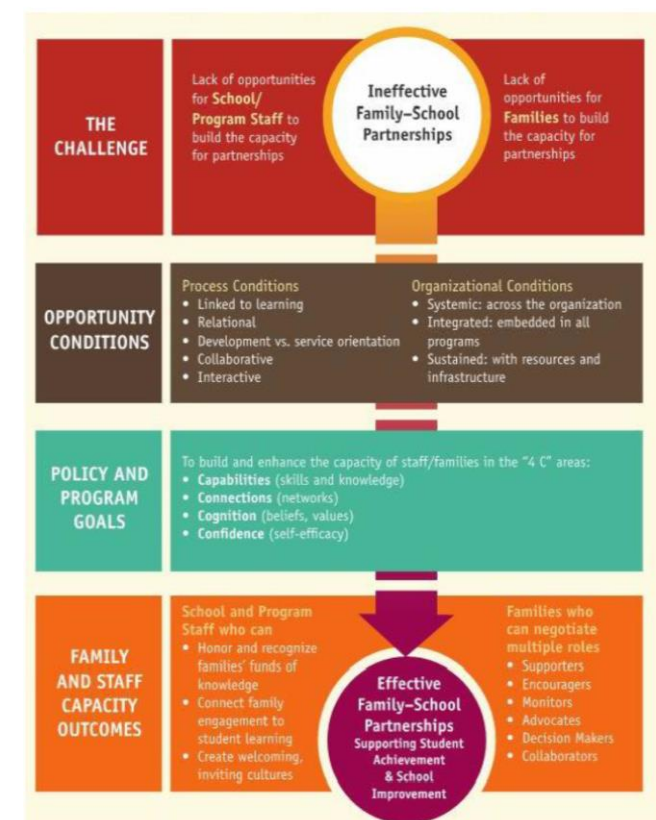 THE
CHALLENGE
Lack of opportunities
for School/
Program Staff to
build the capacity
for partnerships
Ineffective
Family–School
Partnerships
Lack of
opportunities for
Families to build
the capacity for
partnerships
OPPORTUNITY
CONDITIONS
Process Conditions
• Linked to learning
• Relational
• Development vs. service orientation
• Collaborative
• Interactive
Organizational Conditions
• Systemic: across the organization
• Integrated: embedded in all
programs
• Sustained: with resources and
infrastructure
POLICY AND
PROGRAM
GOALS
To build and enhance the capacity of staff/families in the “4 C” areas:
• Capabilities (skills and knowledge)
• Connections (networks)
• Cognition (beliefs, values)
• Confidence (self-efficacy)
FAMILY
AND STAFF
CAPACITY
OUTCOMES
School and Program
Staff who can
• Honor and recognize
families’ funds of
knowledge
• Connect family
engagement to
student learning
• Create welcoming,
inviting cultures
Effective
Family–School
Partnerships
Supporting Student
Achievement
& School
Improvement
Families who
can negotiate
multiple roles
• Supporters
• Encouragers
• Monitors
• Advocates
• Decision Makers
• Collaborators